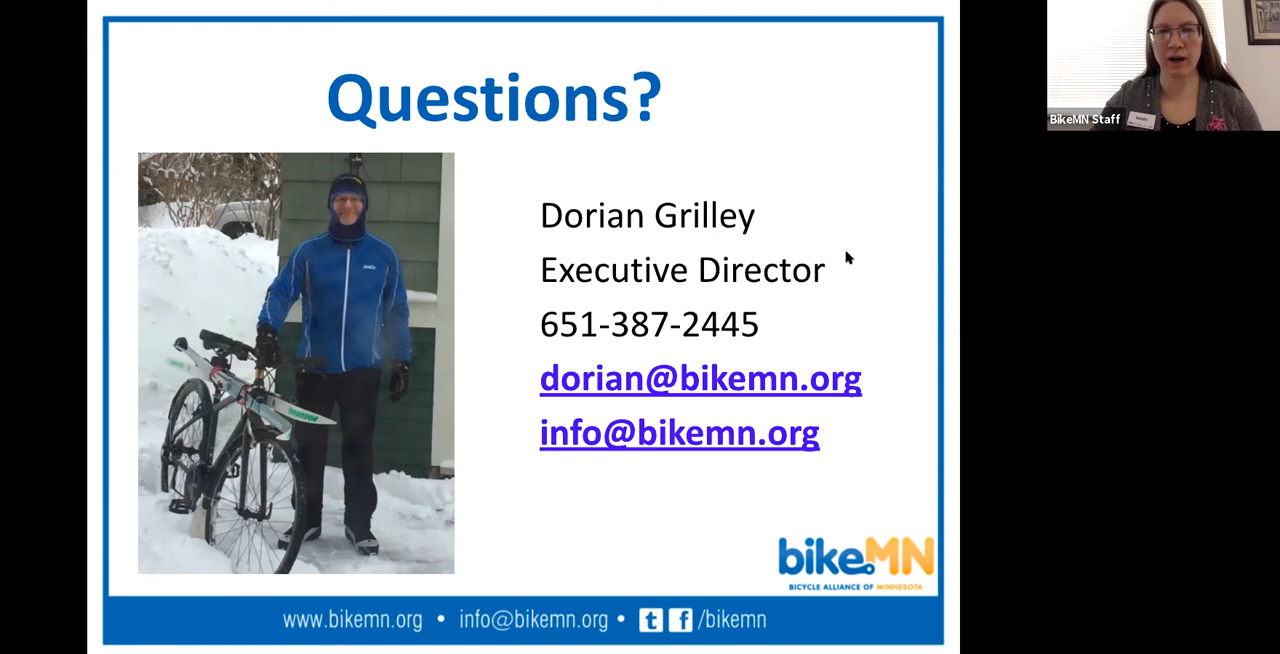 Questions?
Dorian Grilley
Executive Director
651-387-2445
dorian@bikemn.org
info@bikemn.org
bikeMN
BICYCLE ALLIANCE OF MINNESOTA
www.bikemn.org • info@bikemn.org • t f /bikemn
BikeMN Staff